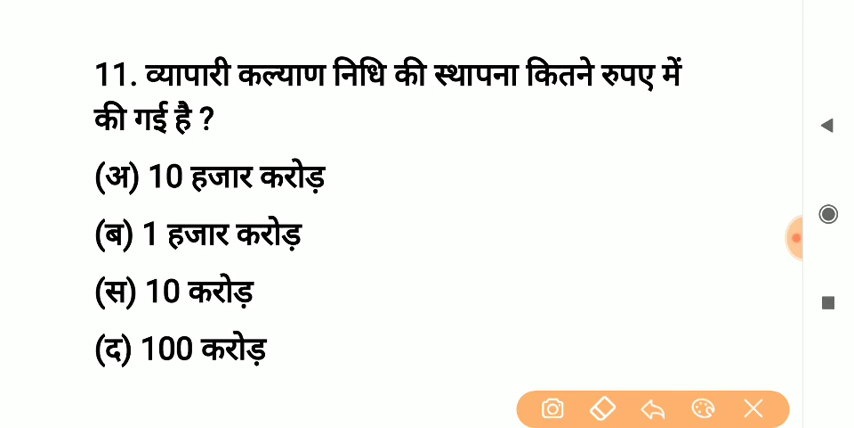 11. व्यापारी कल्याण निधि की स्थापना कितने रुपए में
की गई है ?
(अ) 10 हजार करोड़
(ब) 1 हजार करोड़
(स) 10 करोड़
(द) 100 करोड़